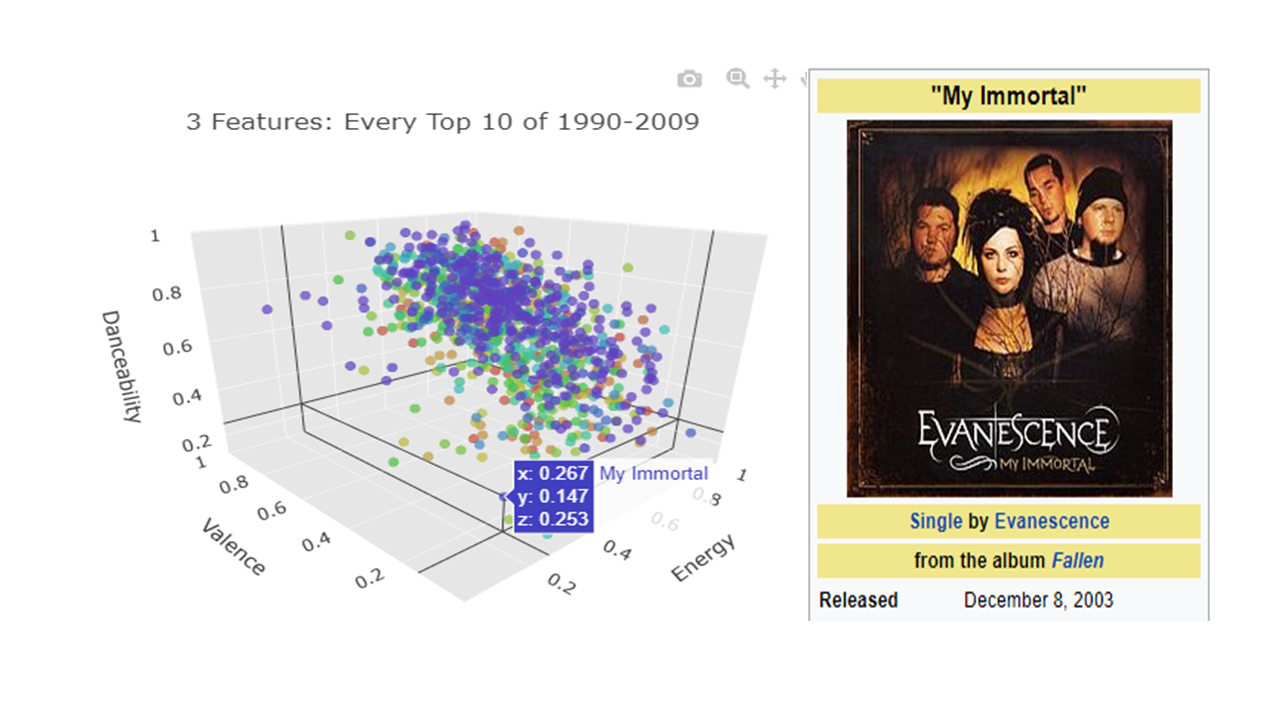 3 Features: Every Top 10 of 1990-2009
1
0.8
0.6
0.4
0.2
Danceability
1
0.8
0.6
0.4
0.2
Valence
x: 0.267 My Immortal
y: 0.147
z: 0.253
1
0.8
0.6
0.4
0.2
Energy
"My Immortal"
EVANESCENCE
MY IMMORTAL
Single by Evanescence
from the album Fallen
Released December 8, 2003